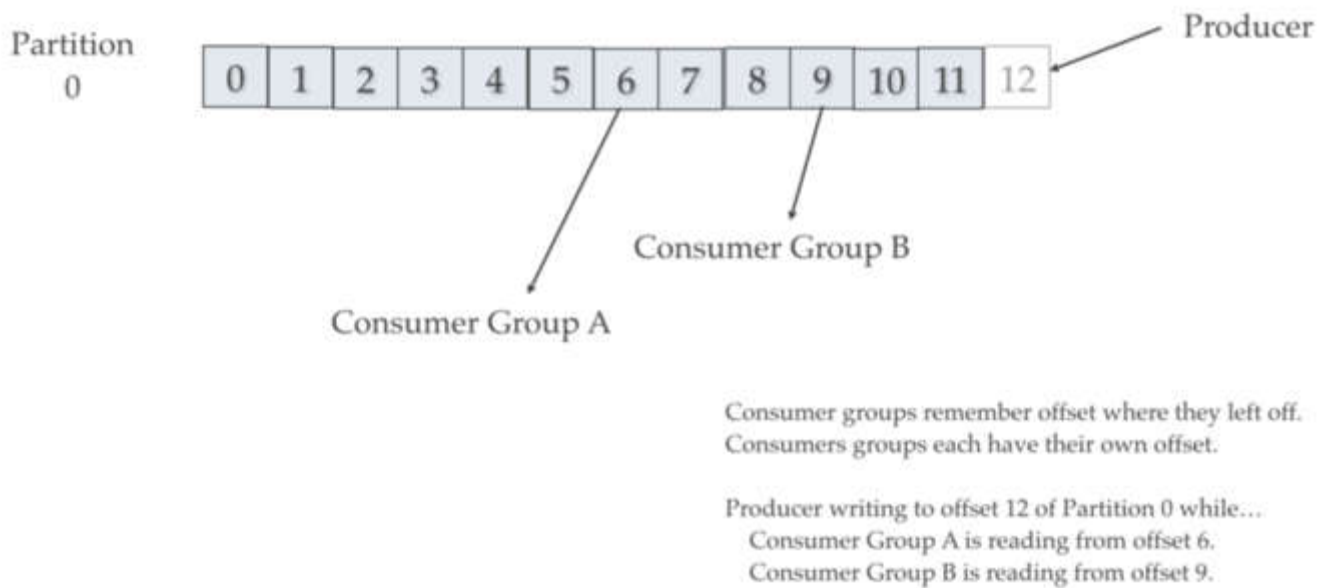 Producer
Partition
0
0 1 2 3 4 5 6 7 8 9 10 11 12
Consumer Group B
Consumer Group A
Consumer groups remember offset where they left off.
Consumers groups each have their own offset.
Producer writing to offset 12 of Partition 0 while...
Consumer Group A is reading from offset 6.
Consumer Group B is reading from offset 9.